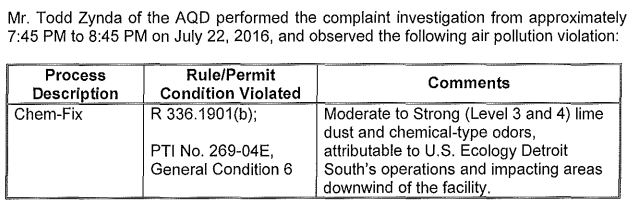 Mr. Todd Zynda of the AQD performed the complaint investigation from approximately
7:45 PM to 8:45 PM on July 22, 2016, and observed the following air pollution violation:
Process Description
Rule/Permit Condition Violated
Comments
Chem-Fix
R 336.1901(b);
PTI No. 269-04E,
General Condition 6
Moderate to Strong (Level 3 and 4) lime
dust and chemical-type odors,
attributable to U.S. Ecology Detroit
South's operations and impacting areas
downwind of the facility.